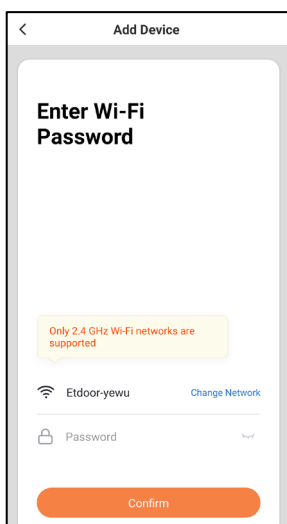 Add Device
Enter Wi-Fi
Password
Only 2.4 GHz Wi-Fi networks are
supported
Etdoor-yewu Change Network
Password
Confirm